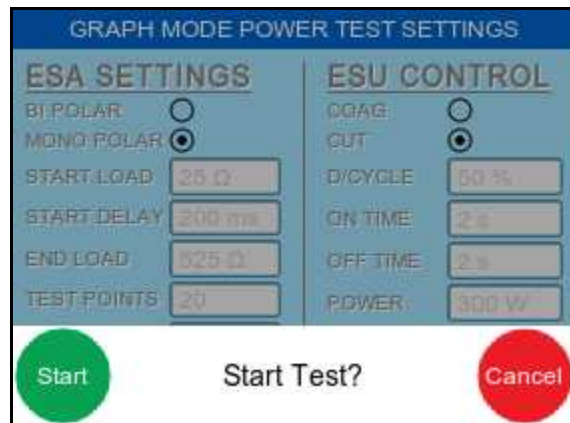 GRAPH MODE POWER TEST SETTINGS
ESA SETTINGS
BI POLAR
MONO POLAR
START LOAD 25 Ω
START DELAY 200 ms
END LOAD 525 Ω
TEST POINTS 20
ESU CONTROL
COAG
CUT
D/CYCLE 50 %
ON TIME 2 s
OFF TIME 2 s
POWER 300 W
Start Start Test? Cancel